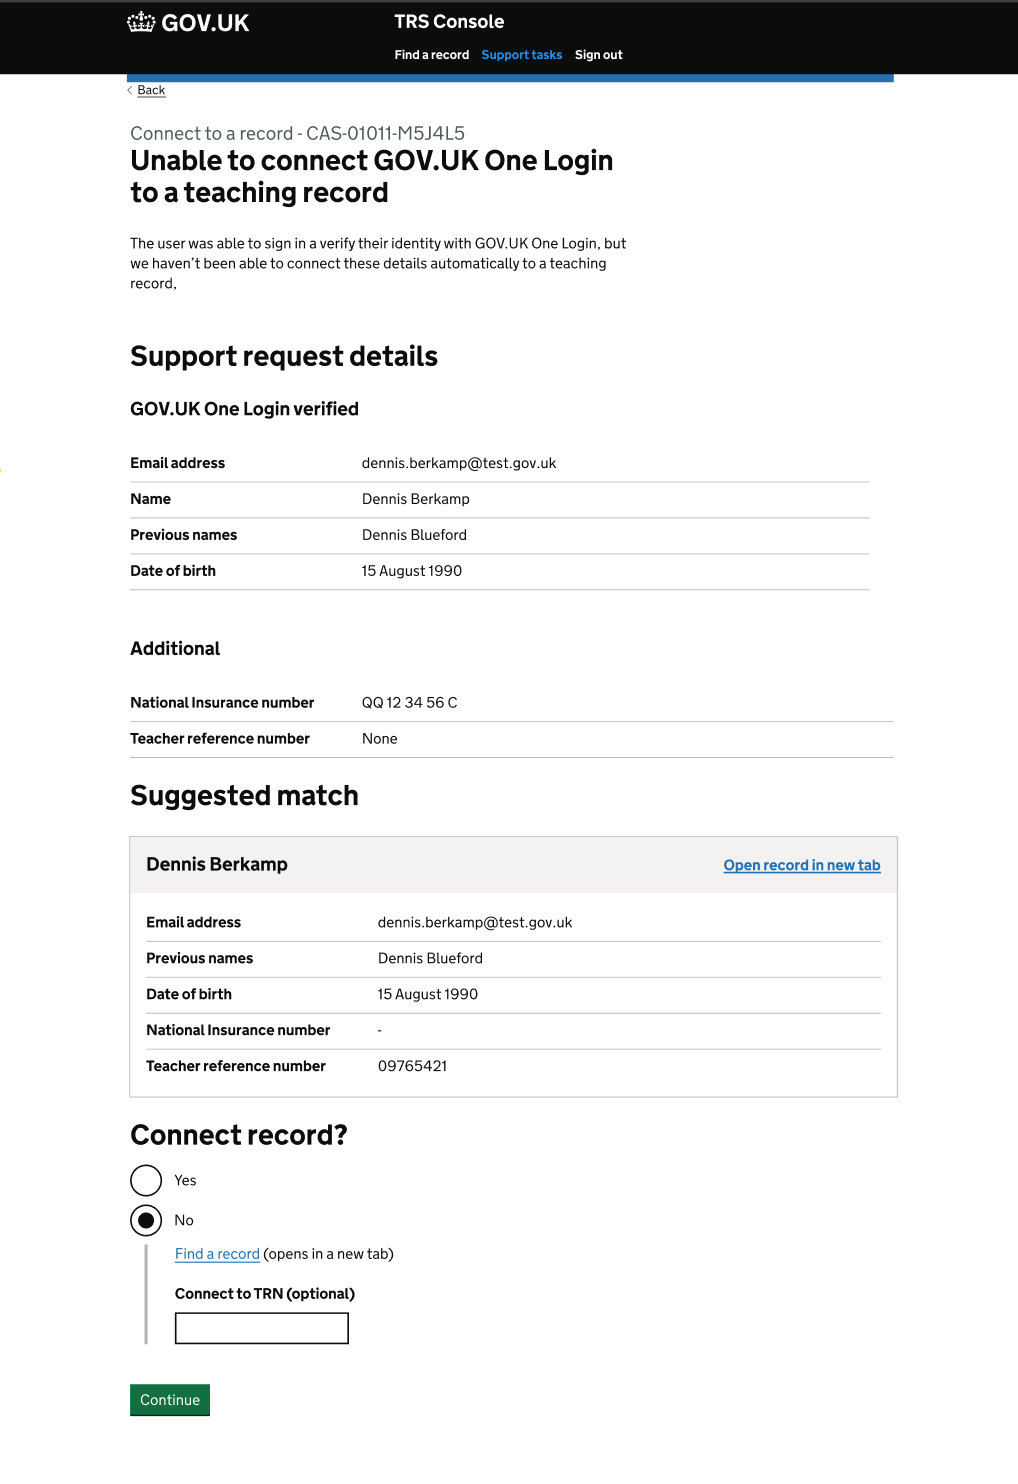 GOV.UK
TRS Console
Find a record Support tasks Sign out
Back
Connect to a record - CAS-01011-M5J4L5
Unable to connect GOV.UK One Login
to a teaching record
The user was able to sign in a verify their identity with GOV.UK One Login, but
we haven't been able to connect these details automatically to a teaching
record,
Support request details
GOV.UK One Login verified
Email address dennis.berkamp@test.gov.uk
Name Dennis Berkamp
Previous names Dennis Blueford
Date of birth 15 August 1990
Additional
National Insurance number QQ 12 34 56 C
Teacher reference number None
Suggested match
Dennis Berkamp Open record in new tab
Email address dennis.berkamp@test.gov.uk
Previous names Dennis Blueford
Date of birth 15 August 1990
National Insurance number -
Teacher reference number 09765421
Connect record?
Yes
No
Find a record (opens in a new tab)
Connect to TRN (optional)
Continue